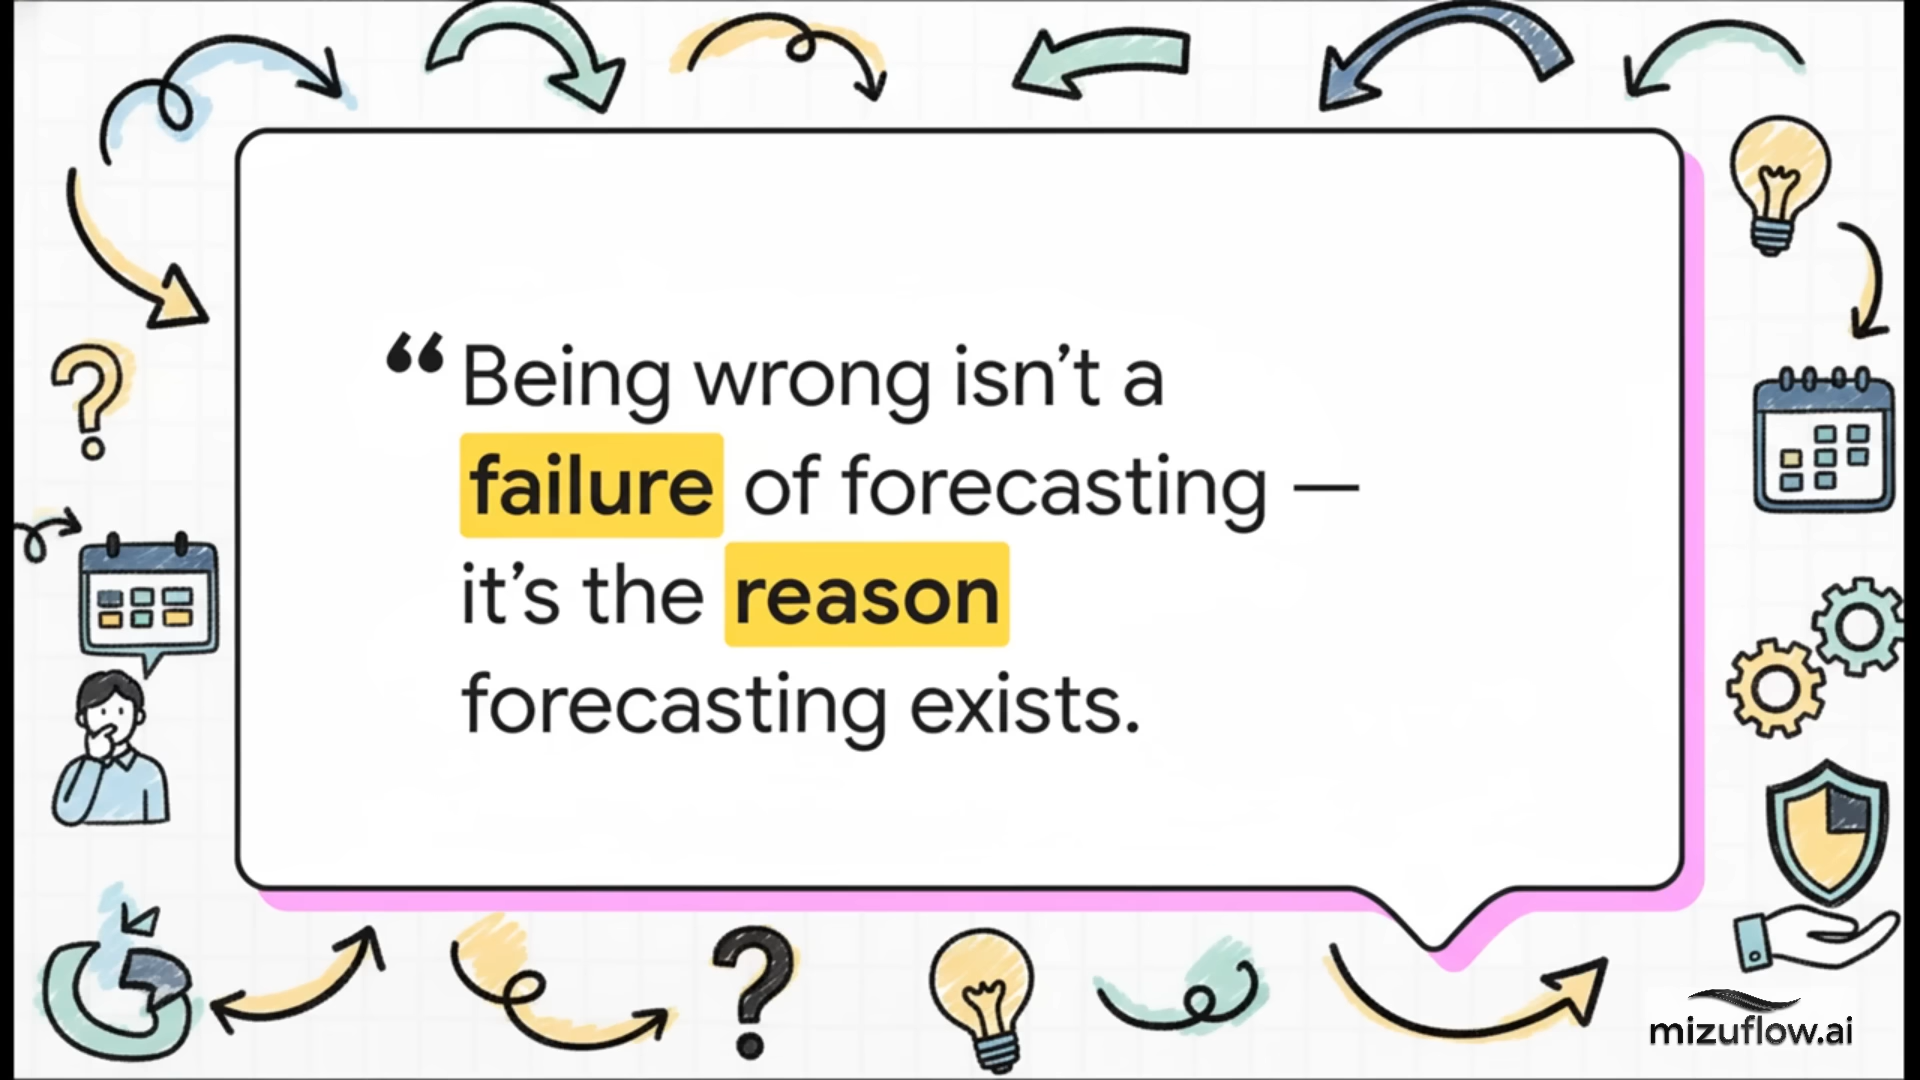 “Being wrong isn’t a
failure of forecasting —
it’s the reason
forecasting exists.
mizuflow.ai